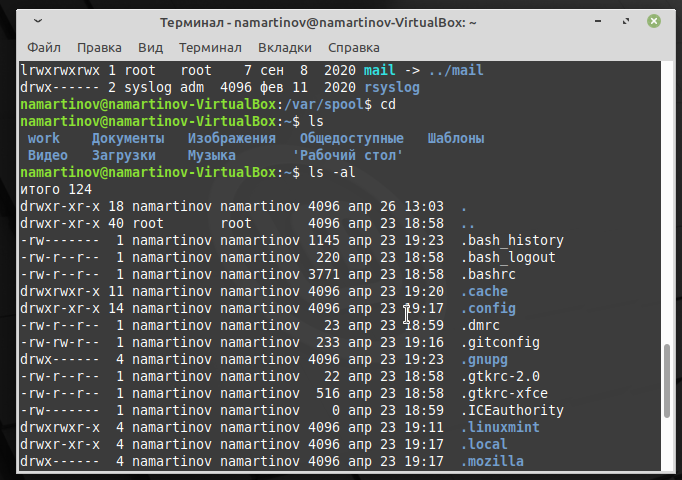 Терминал - namartinov@namartinov-VirtualBox: ~
Файл Правка Вид Терминал Вкладки Справка
lrwxrwxrwx 1 root   root    7 сен  8  2020 mail -> ../mail
drwx------ 2 syslog adm  4096 фев 11  2020 rsyslog
namartinov@namartinov-VirtualBox:/var/spool$ cd
namartinov@namartinov-VirtualBox:~$ ls
work    Документы   Изображения   Общедоступные   Шаблоны
Видео   Загрузки    Музыка       'Рабочий стол'
namartinov@namartinov-VirtualBox:~$ ls -al
итого 124
drwxr-xr-x 18 namartinov namartinov 4096 апр 26 13:03  .
drwxr-xr-x 40 root       root       4096 апр 23 18:58  ..
-rw-------  1 namartinov namartinov 1145 апр 23 19:23  .bash_history
-rw-r--r--  1 namartinov namartinov  220 апр 23 18:58  .bash_logout
-rw-r--r--  1 namartinov namartinov 3771 апр 23 18:58  .bashrc
drwxrwxr-x 11 namartinov namartinov 4096 апр 23 19:20  .cache
drwxr-xr-x 14 namartinov namartinov 4096 апр 23 19:17  .config
-rw-r--r--  1 namartinov namartinov   23 апр 23 18:59  .dmrc
-rw-rw-r--  1 namartinov namartinov  233 апр 23 19:16  .gitconfig
drwx------  4 namartinov namartinov 4096 апр 23 19:23  .gnupg
-rw-r--r--  1 namartinov namartinov   22 апр 23 18:58  .gtkrc-2.0
-rw-r--r--  1 namartinov namartinov  516 апр 23 18:58  .gtkrc-xfce
-rw-------  1 namartinov namartinov    0 апр 23 18:59  .ICEauthority
drwxrwxr-x  4 namartinov namartinov 4096 апр 23 19:11  .linuxmint
drwxr-xr-x  4 namartinov namartinov 4096 апр 23 19:17  .local
drwx------  4 namartinov namartinov 4096 апр 23 19:17  .mozilla